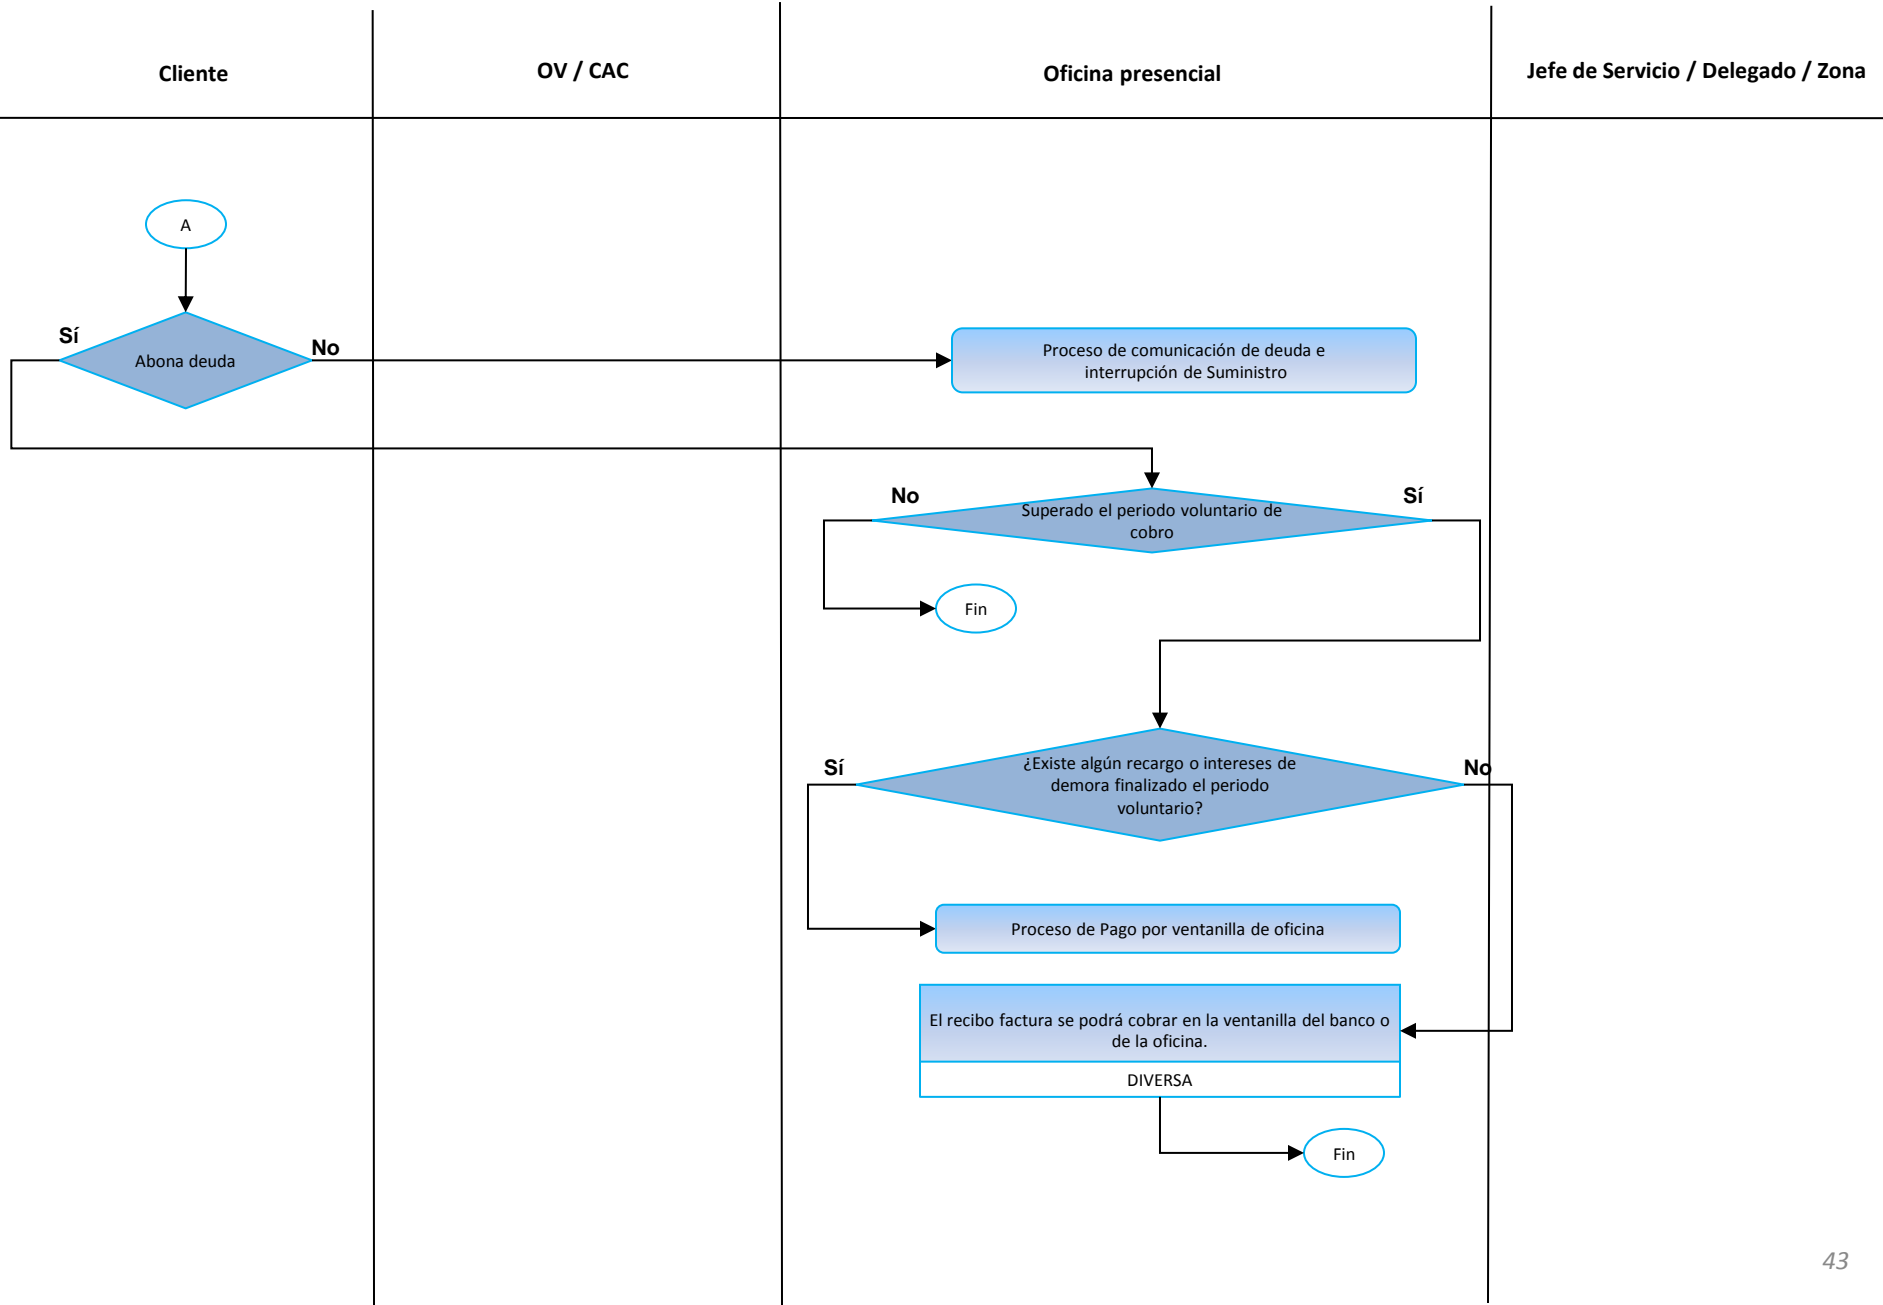 Cliente
OV / CAC
Oficina presencial
Jefe de Servicio / Delegado / Zona
A
Sí
Abona deuda
No
Proceso de comunicación de deuda e
interrupción de Suministro
No
Superado el periodo voluntario de
cobro
Sí
Fin
Sí
¿Existe algún recargo o intereses de
demora finalizado el periodo
voluntario?
No
Proceso de Pago por ventanilla de oficina
El recibo factura se podrá cobrar en la ventanilla del banco o
de la oficina.
DIVERSA
Fin
43